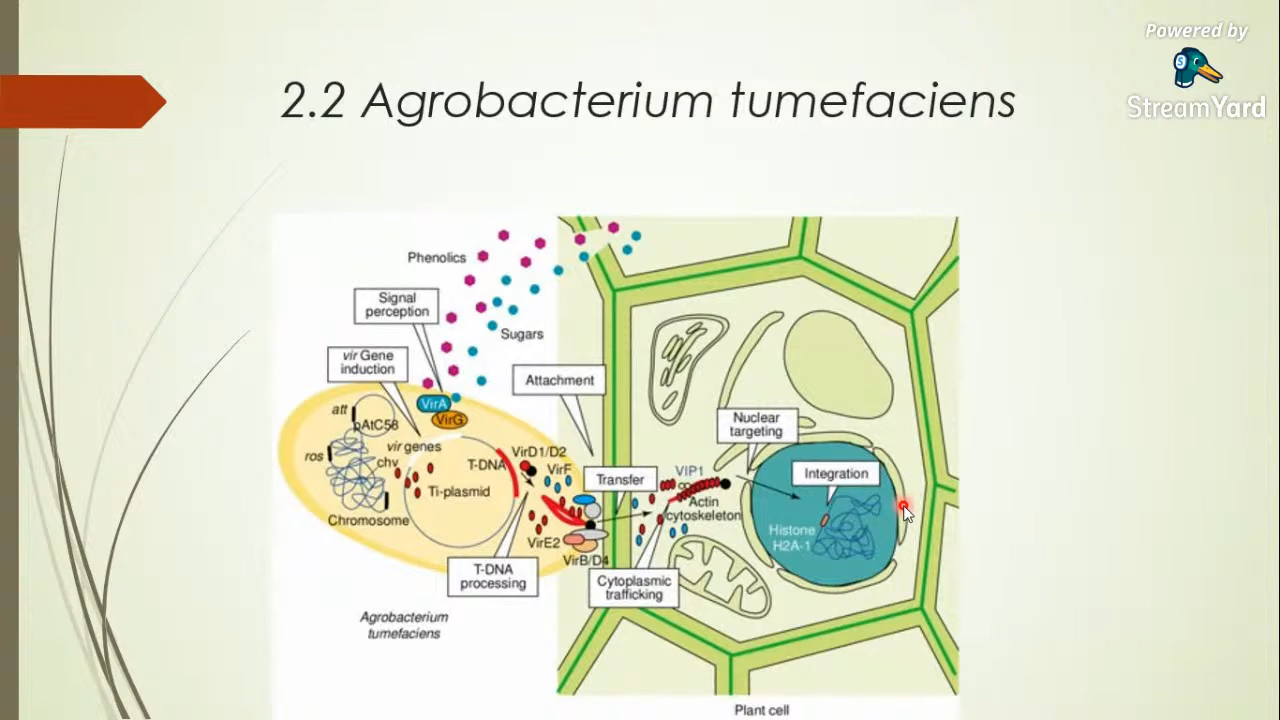 Powered by
StreamYard
2.2 Agrobacterium tumefaciens
Phenolics
Signal
perception
Sugars
vir Gene
induction
Attachment
VirA
VirG
att
pAtC58
ros
vir genes
chv
T-DNA
VirD1/D2
VirF
Ti-plasmid
Chromosome
VirE2
VirB/D4
T-DNA
processing
Transfer
VIP1
Actin
cytoskeleton
Cytoplasmic
trafficking
Nuclear
targeting
Integration
Histone
H2A-1
Agrobacterium
tumefaciens
Plant cell